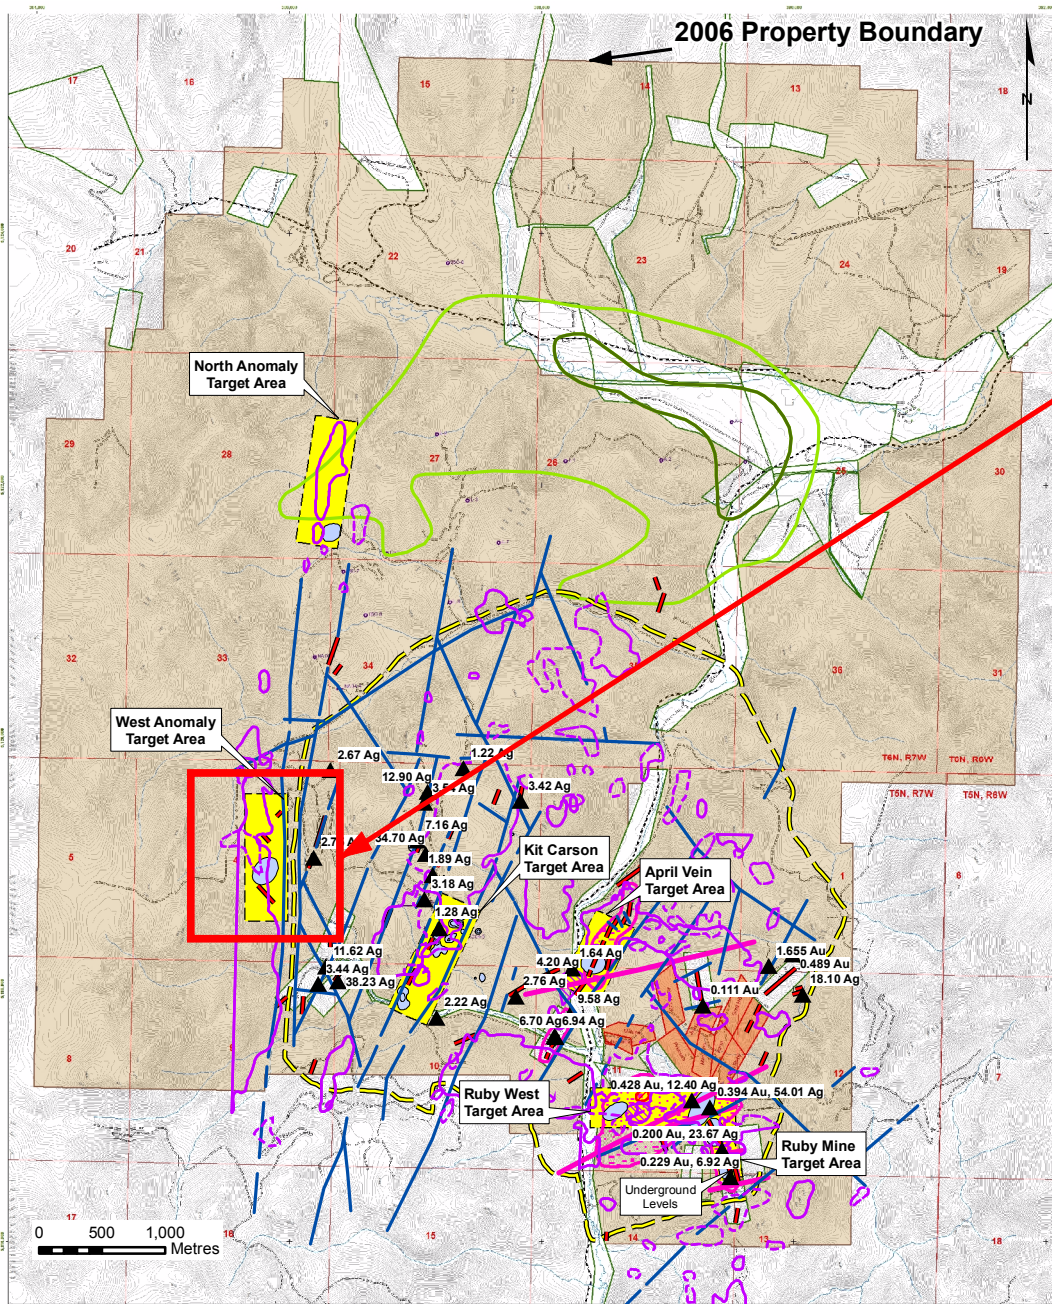 2006 Property Boundary
N
17
16
15
14
13
18
20
21
22
23
24
19
North Anomaly
Target Area
29
28
27
26
25
30
32
33
34
35
36
31
West Anomaly
Target Area
T6N, R7W
T5N, R7W
T5N, R6W
2.67 Ag
1.22 Ag
12.90 Ag
3.42 Ag
7.16 Ag
34.70 Ag
1.89 Ag
3.18 Ag
1.28 Ag
Kit Carson
Target Area
April Vein
Target Area
5
4
1
6
11.62 Ag
3.44 Ag
38.23 Ag
2.22 Ag
1.64 Ag
4.20 Ag
2.76 Ag
9.58 Ag
6.70 Ag
6.94 Ag
1.655 Au
0.489 Au
18.10 Ag
0.111 Au
8
9
10
11
12
7
Ruby West
Target Area
0.428 Au, 12.40 Ag
0.394 Au, 54.01 Ag
0.200 Au, 23.67 Ag
0.229 Au, 6.92 Ag
Ruby Mine
Target Area
Underground
Levels
17
16
15
14
13
18
0 500 1,000
Metres